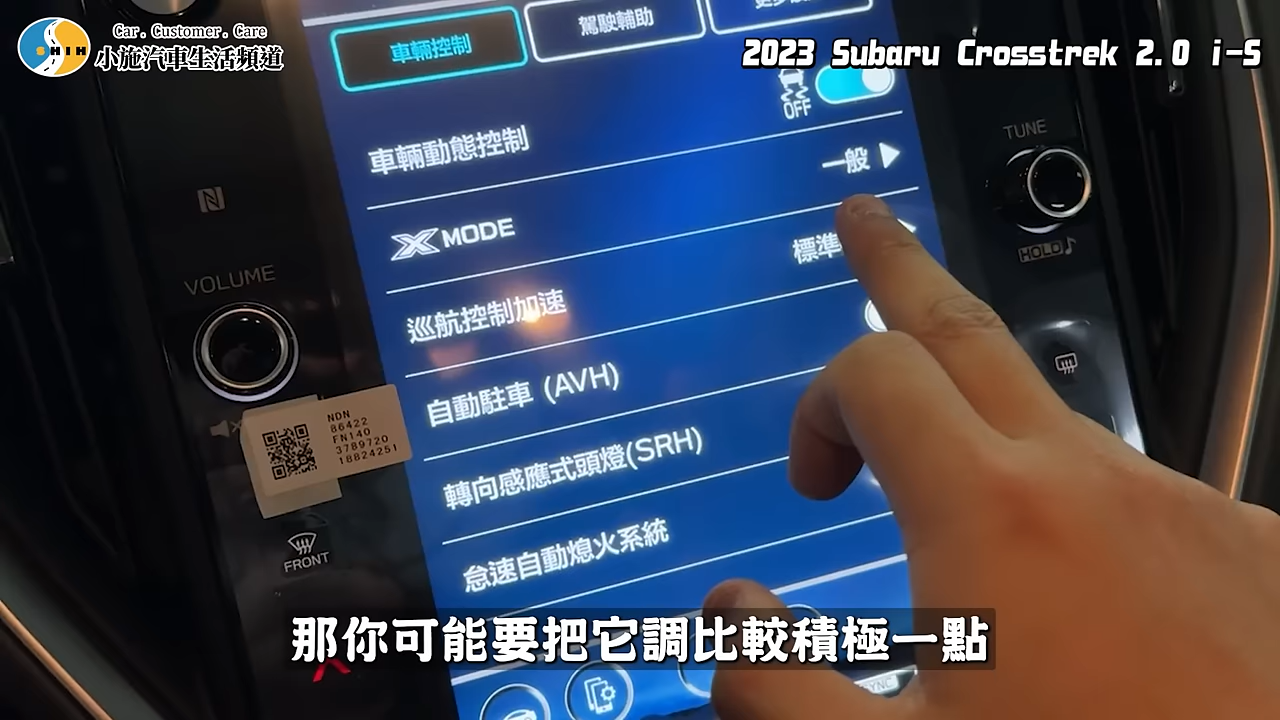 Car. Customer. Care
SHIH
小施汽車生活頻道
2023 Subaru Crosstrek 2.0 i-S
車輛控制
駕駛輔助
OFF
車輛動態控制
一般
X MODE
標準
巡航控制加速
自動駐車 (AVH)
轉向感應式頭燈(SRH)
怠速自動熄火系統
TUNE
HOLD
VOLUME
NDN
86422
FN140
3789720
18824251
FRONT
SYNC
那你可能要把它調比較積極一點